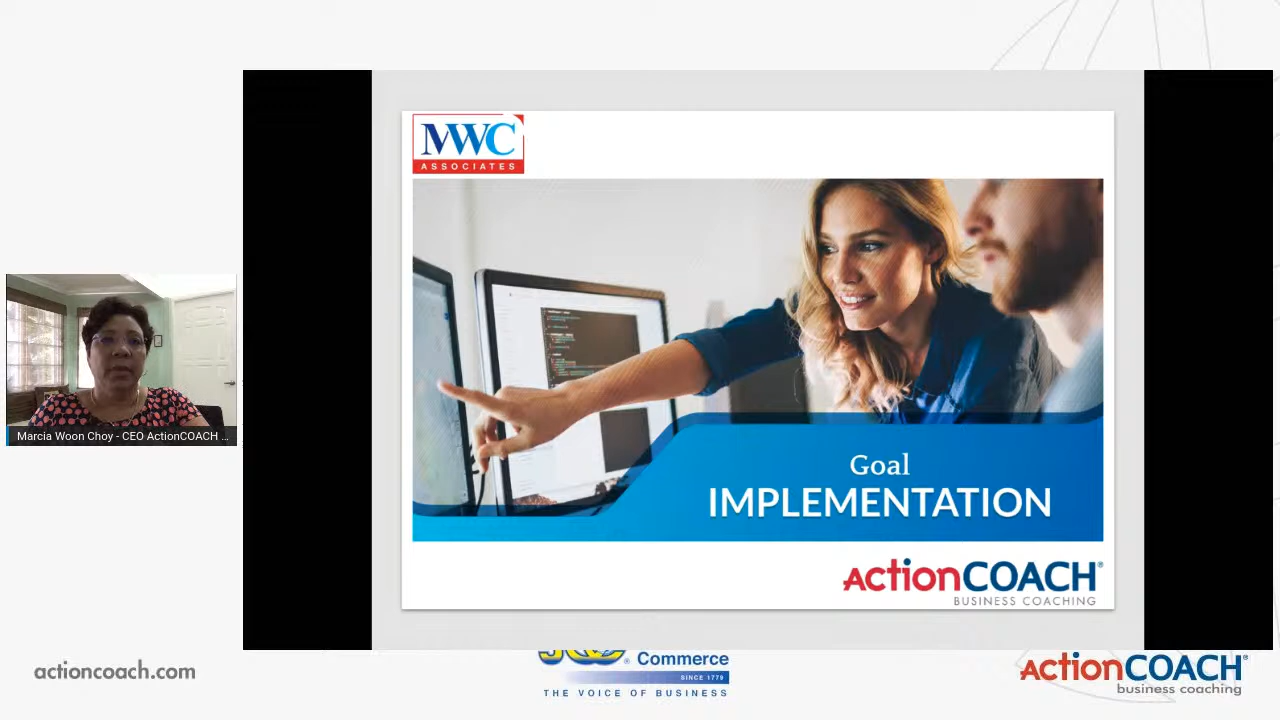 MWC
ASSOCIATES
Goal
IMPLEMENTATION
ActionCOACH®
BUSINESS COACHING
Marcia Woon Choy - CEO ActionCOACH ...
actioncoach.com
® Commerce
SINCE 1779
THE VOICE OF BUSINESS
ActionCOACH®
business coaching